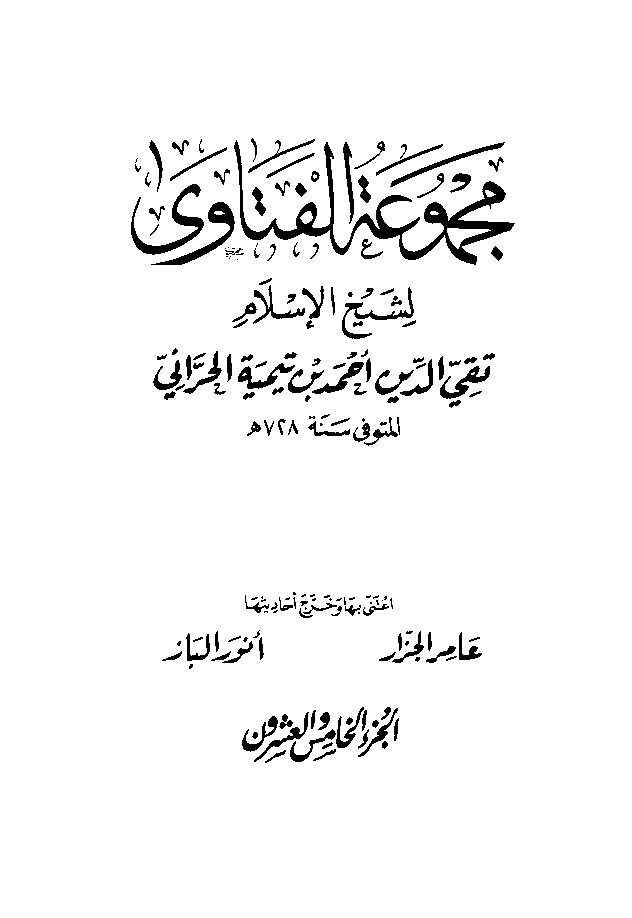 مجموعة الفتاوى
لشيخ الإسلام
تقي الدين أحمد بن تيمية الحراني
المتوفى سنة ٧٢٨ه
اعتنى بها وخرج أحاديثها
عامر الجزار أنور الباز
الجزء الخامس والعشرون